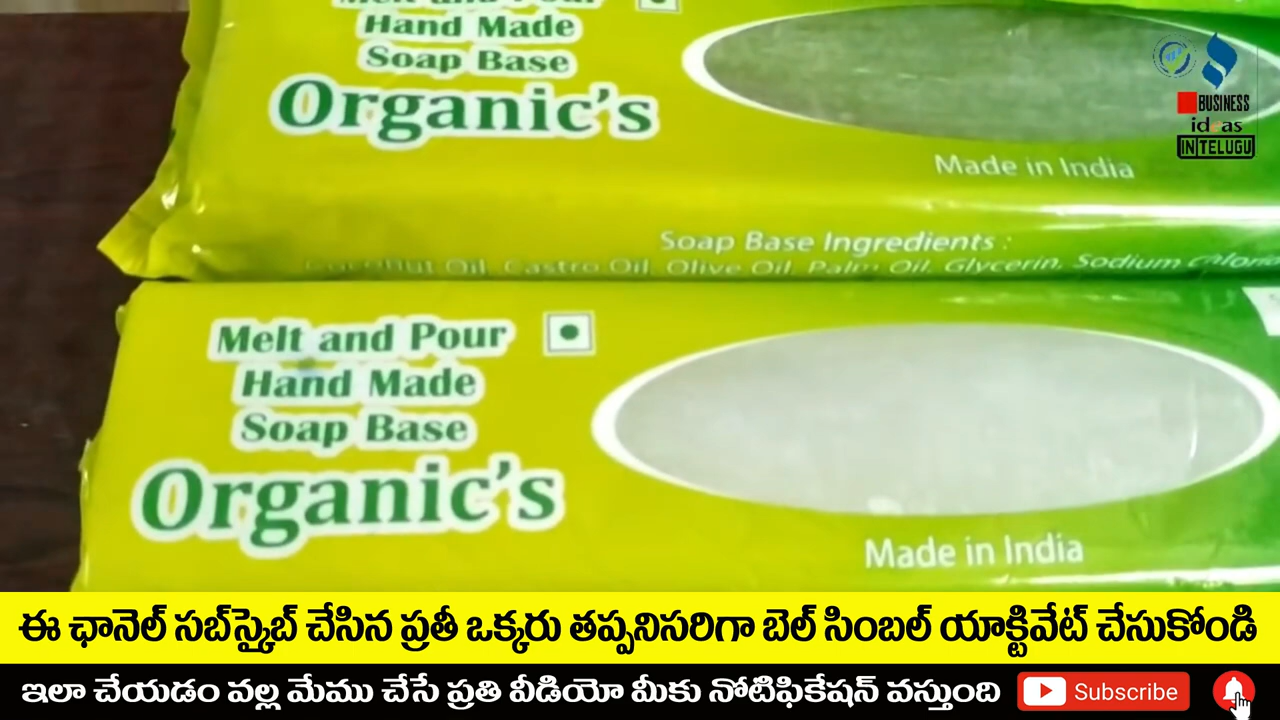 Melt and Pour
Hand Made
Soap Base
Organic's
BUSINESS
ideas
IN TELUGU
Made in India
Soap Base Ingredients :
Coconut Oil, Castro Oil, Olive Oil, Palm Oil, Glycerin, Sodium
Melt and Pour
Hand Made
Soap Base
Organic's
Made in India
ఈ ఛానెల్ సబ్‌స్క్రైబ్ చేసిన ప్రతీ ఒక్కరు తప్పనిసరిగా బెల్ సింబల్ యాక్టివేట్ చేసుకోండి
ఇలా చేయడం వల్ల మేము చేసే ప్రతి వీడియో మీకు నోటిఫికేషన్ వస్తుంది
Subscribe